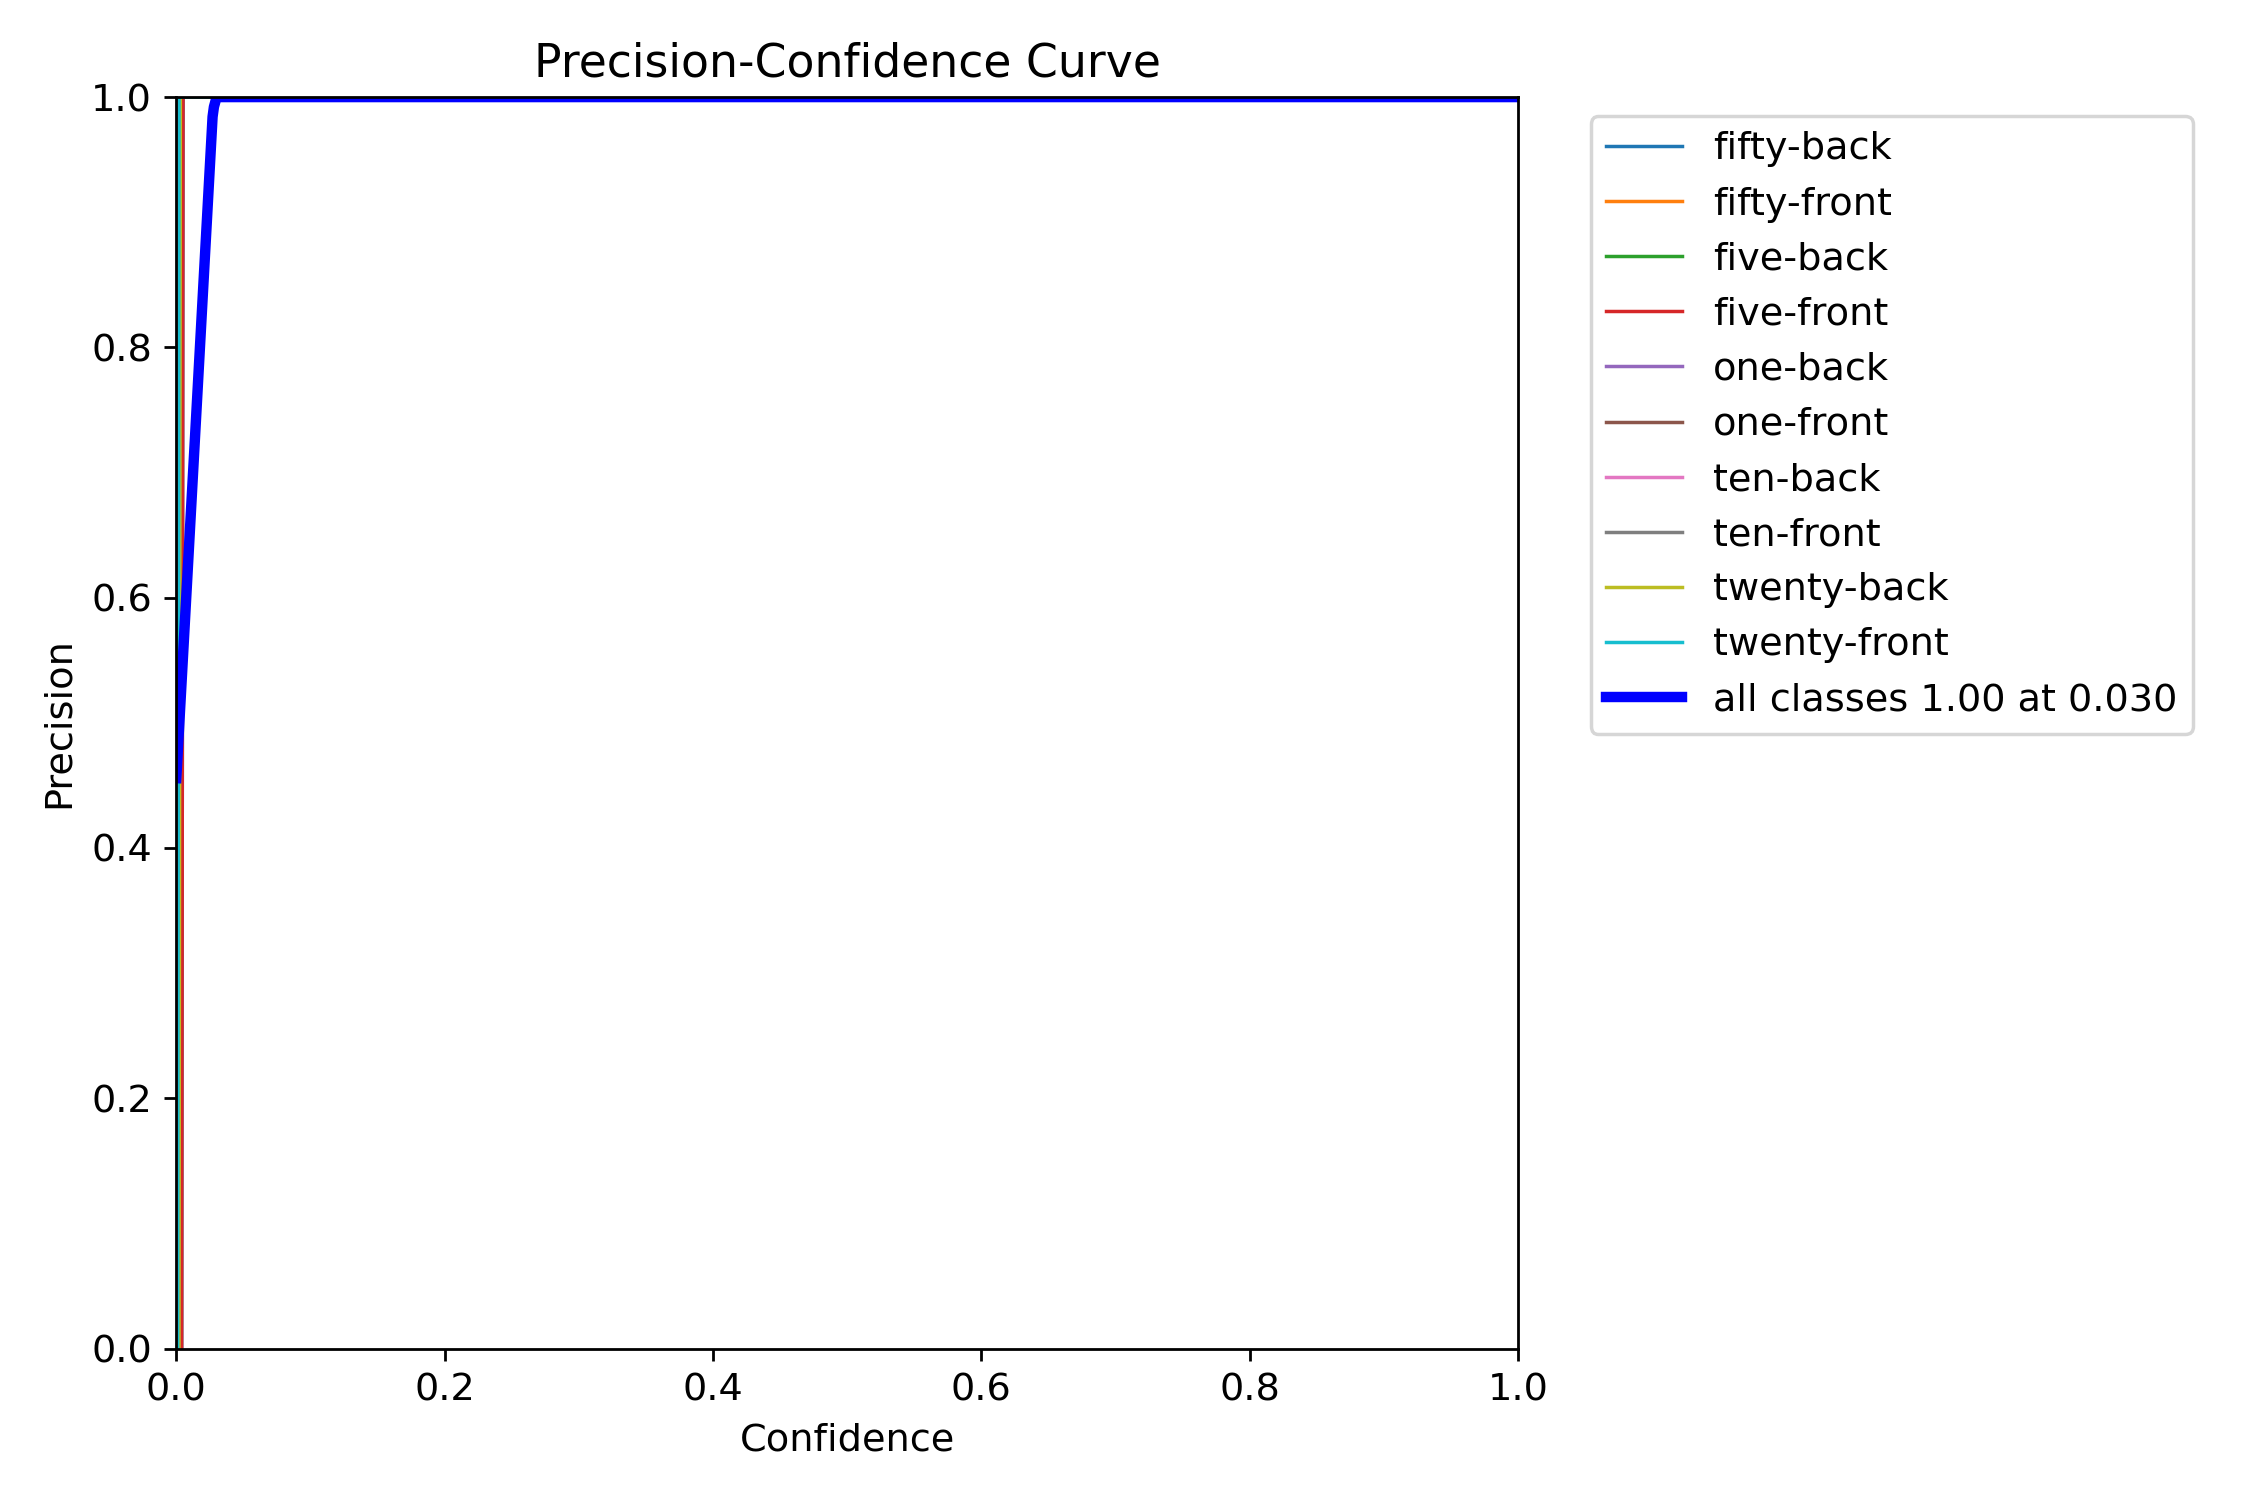 Precision-Confidence Curve
1.0
0.8
0.6
0.4
0.2
0.0
Precision
0.0 0.2 0.4 0.6 0.8 1.0
Confidence
fifty-back
fifty-front
five-back
five-front
one-back
one-front
ten-back
ten-front
twenty-back
twenty-front
all classes 1.00 at 0.030